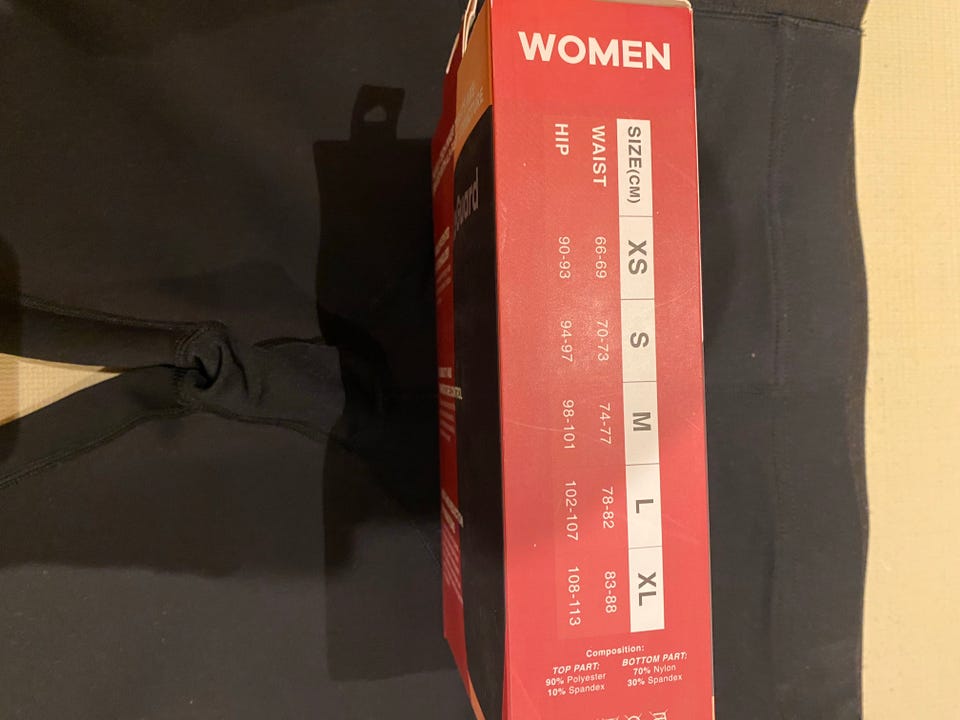 WOMEN
SIZE(CM) XS S M L XL
WAIST 66-69 70-73 74-77 78-82 83-88
HIP 90-93 94-97 98-101 102-107 108-113
Composition:
TOP PART:
90% Polyester
10% Spandex
BOTTOM PART:
70% Nylon
30% Spandex